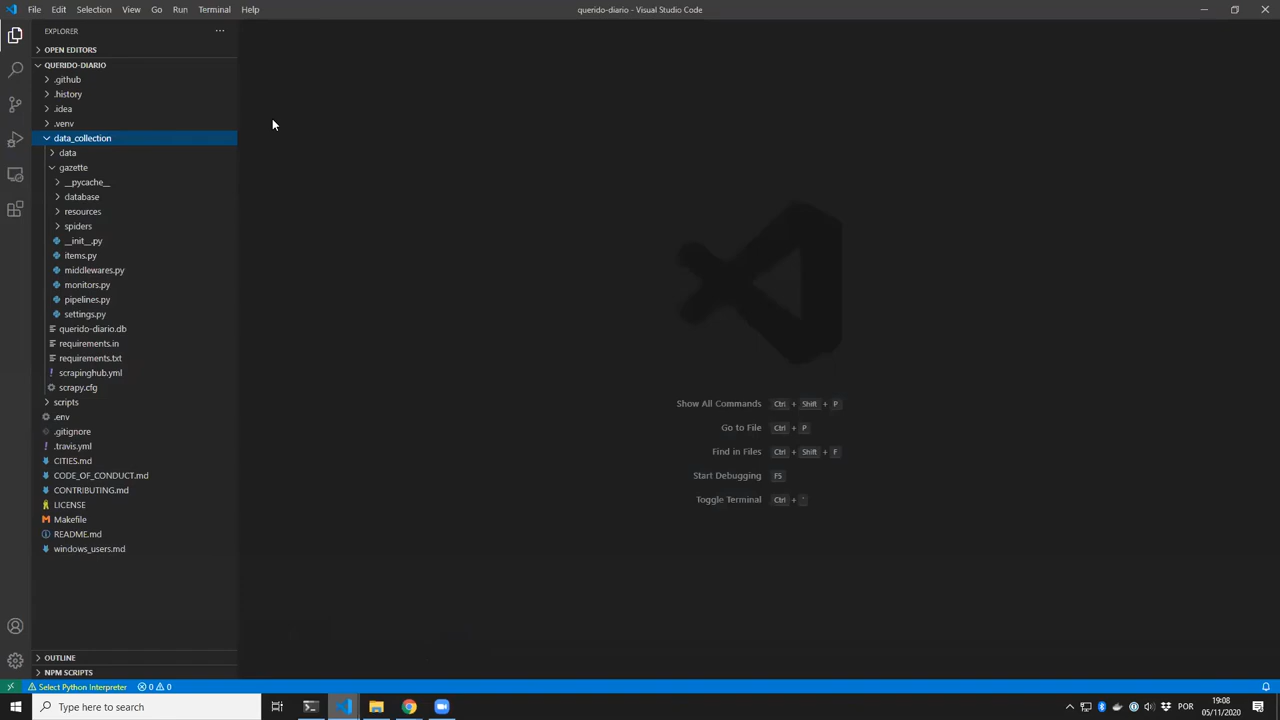 File Edit Selection View Go Run Terminal Help
querido-diario - Visual Studio Code
EXPLORER
OPEN EDITORS
QUERIDO-DIARIO
.github
.history
.idea
.venv
data_collection
data
gazette
__pycache__
database
resources
spiders
__init__.py
items.py
middlewares.py
monitors.py
pipelines.py
settings.py
querido-diario.db
requirements.in
requirements.txt
scrapinghub.yml
scrapy.cfg
scripts
.env
.gitignore
.travis.yml
CITIES.md
CODE_OF_CONDUCT.md
CONTRIBUTING.md
LICENSE
Makefile
README.md
windows_users.md
OUTLINE
NPM SCRIPTS
Show All Commands Ctrl + Shift + P
Go to File Ctrl + P
Find in Files Ctrl + Shift + F
Start Debugging F5
Toggle Terminal Ctrl + `
Select Python Interpreter 0 0
Type here to search
POR
19:08
05/11/2020